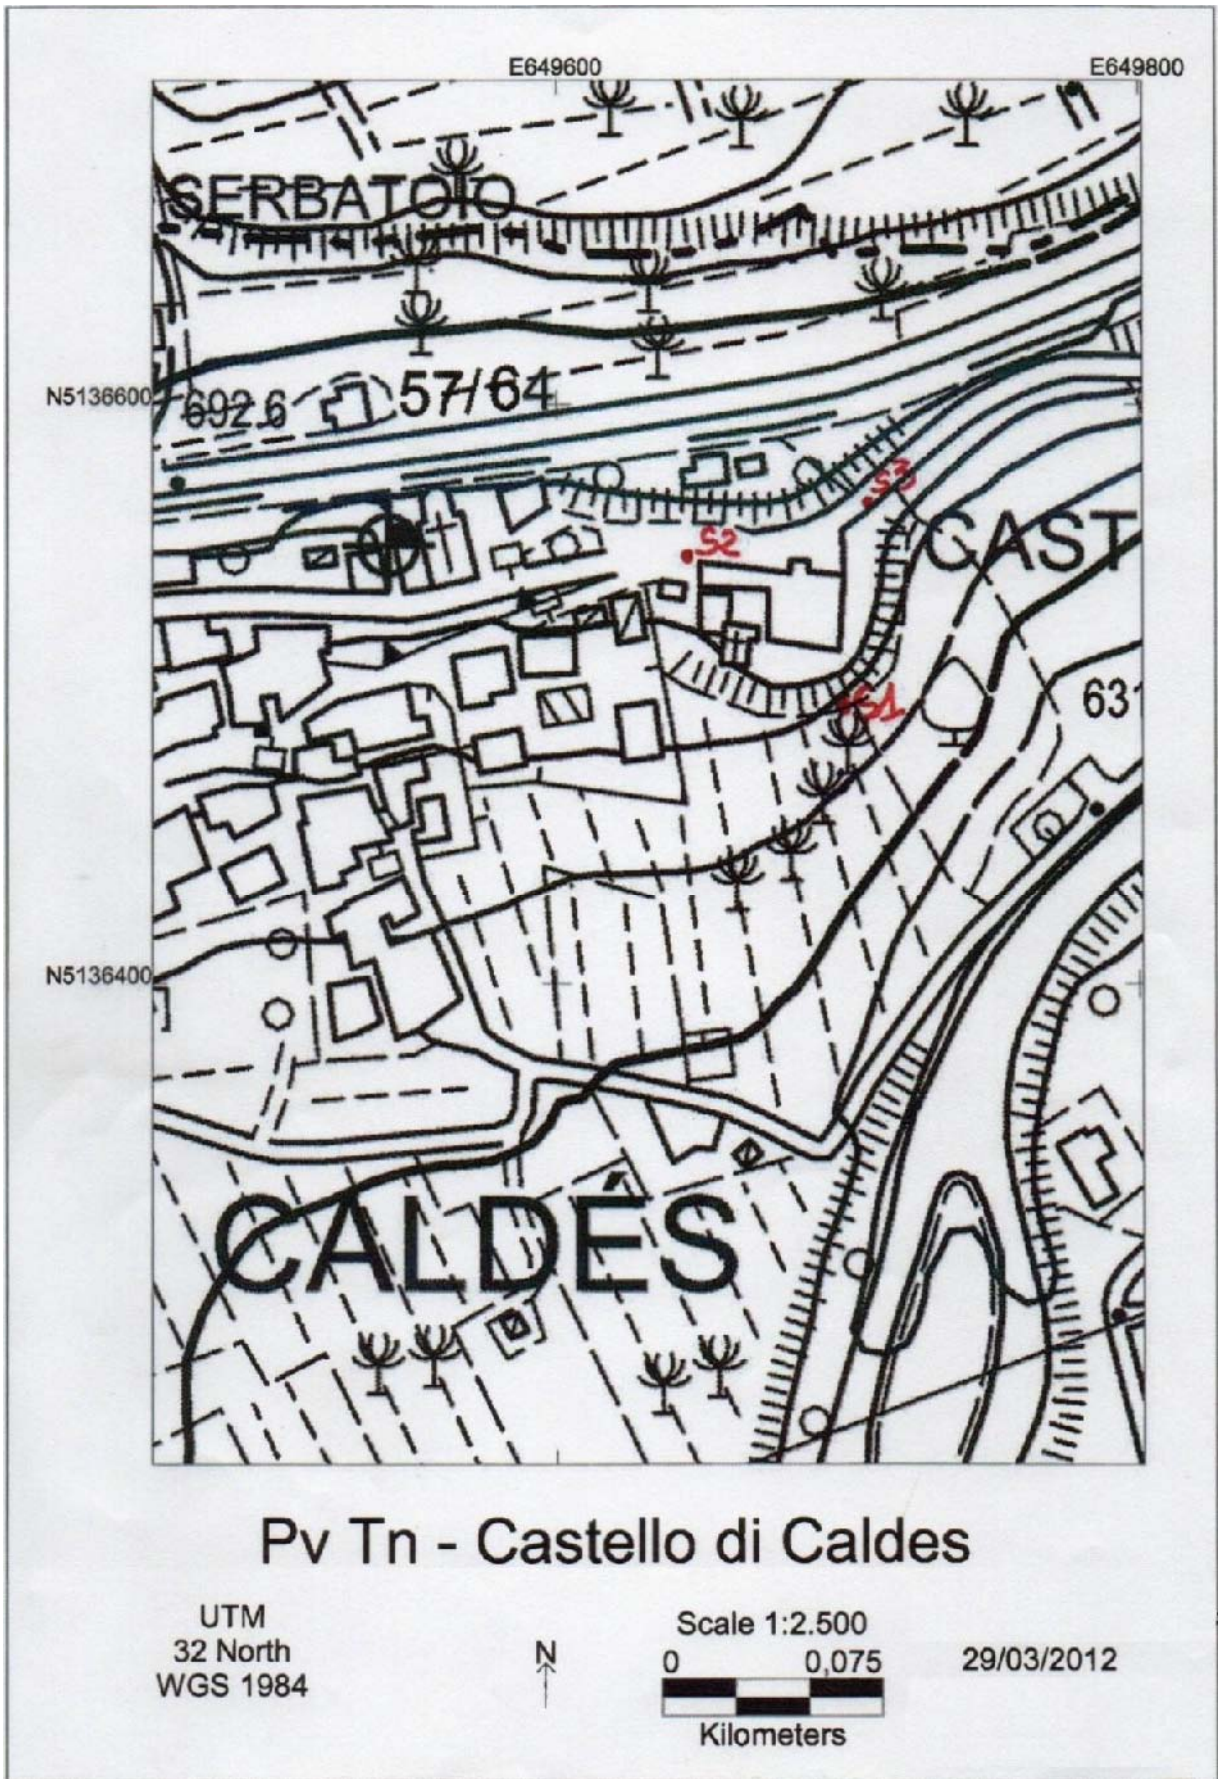 E649600
E649800
SERBATOIO
N5136600
692.6
57/64
S3
CAST
S2
631
S1
N5136400
CALDÉS
Pv Tn - Castello di Caldes
UTM
32 North
WGS 1984
N
Scale 1:2.500
0 0,075
Kilometers
29/03/2012